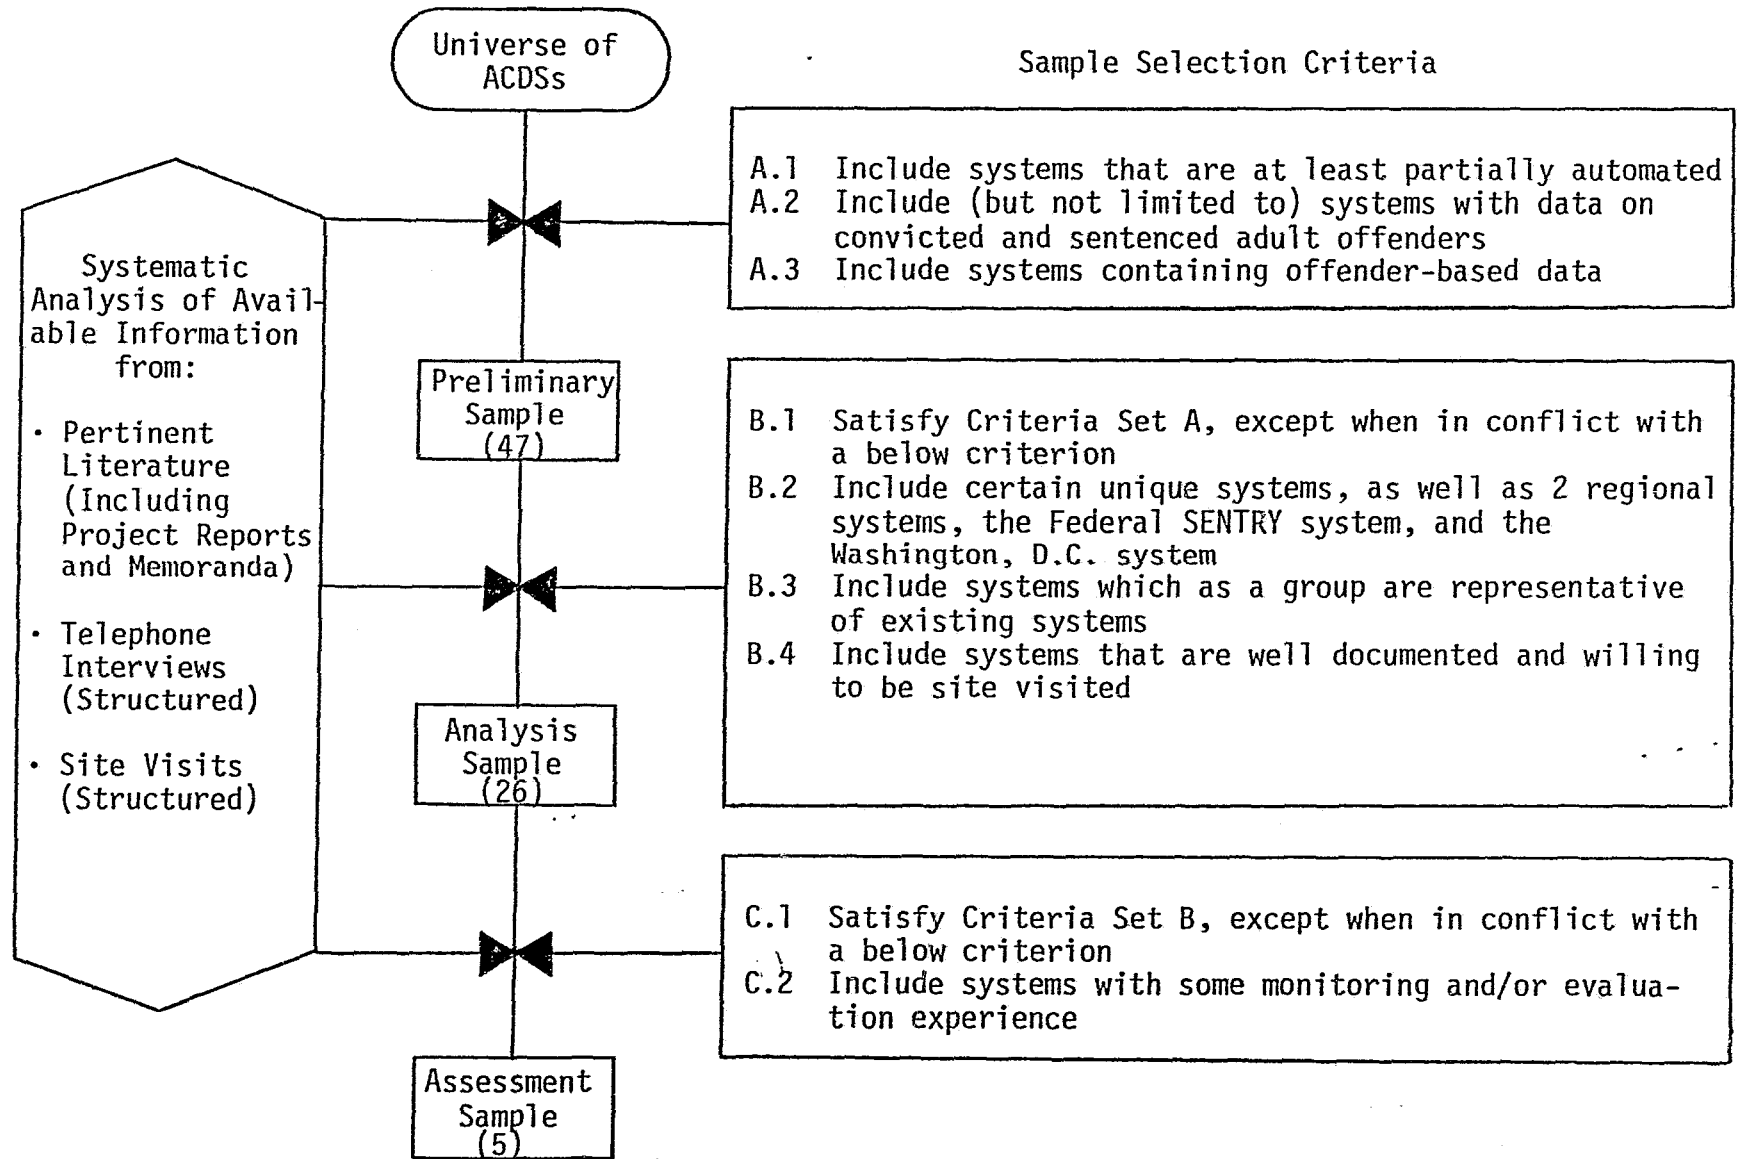 Universe of
ACDSs
Sample Selection Criteria
A.1 Include systems that are at least partially automated
A.2 Include (but not limited to) systems with data on
convicted and sentenced adult offenders
A.3 Include systems containing offender-based data
Systematic
Analysis of Avail-
able Information
from:
· Pertinent
Literature
(Including
Project Reports
and Memoranda)
· Telephone
Interviews
(Structured)
· Site Visits
(Structured)
Preliminary
Sample
(47)
B.1 Satisfy Criteria Set A, except when in conflict with
a below criterion
B.2 Include certain unique systems, as well as 2 regional
systems, the Federal SENTRY system, and the
Washington, D.C. system
B.3 Include systems which as a group are representative
of existing systems
B.4 Include systems that are well documented and willing
to be site visited
Analysis
Sample
(26)
C.1 Satisfy Criteria Set B, except when in conflict with
a below criterion
C.2 Include systems with some monitoring and/or evalua-
tion experience
Assessment
Sample
(5)